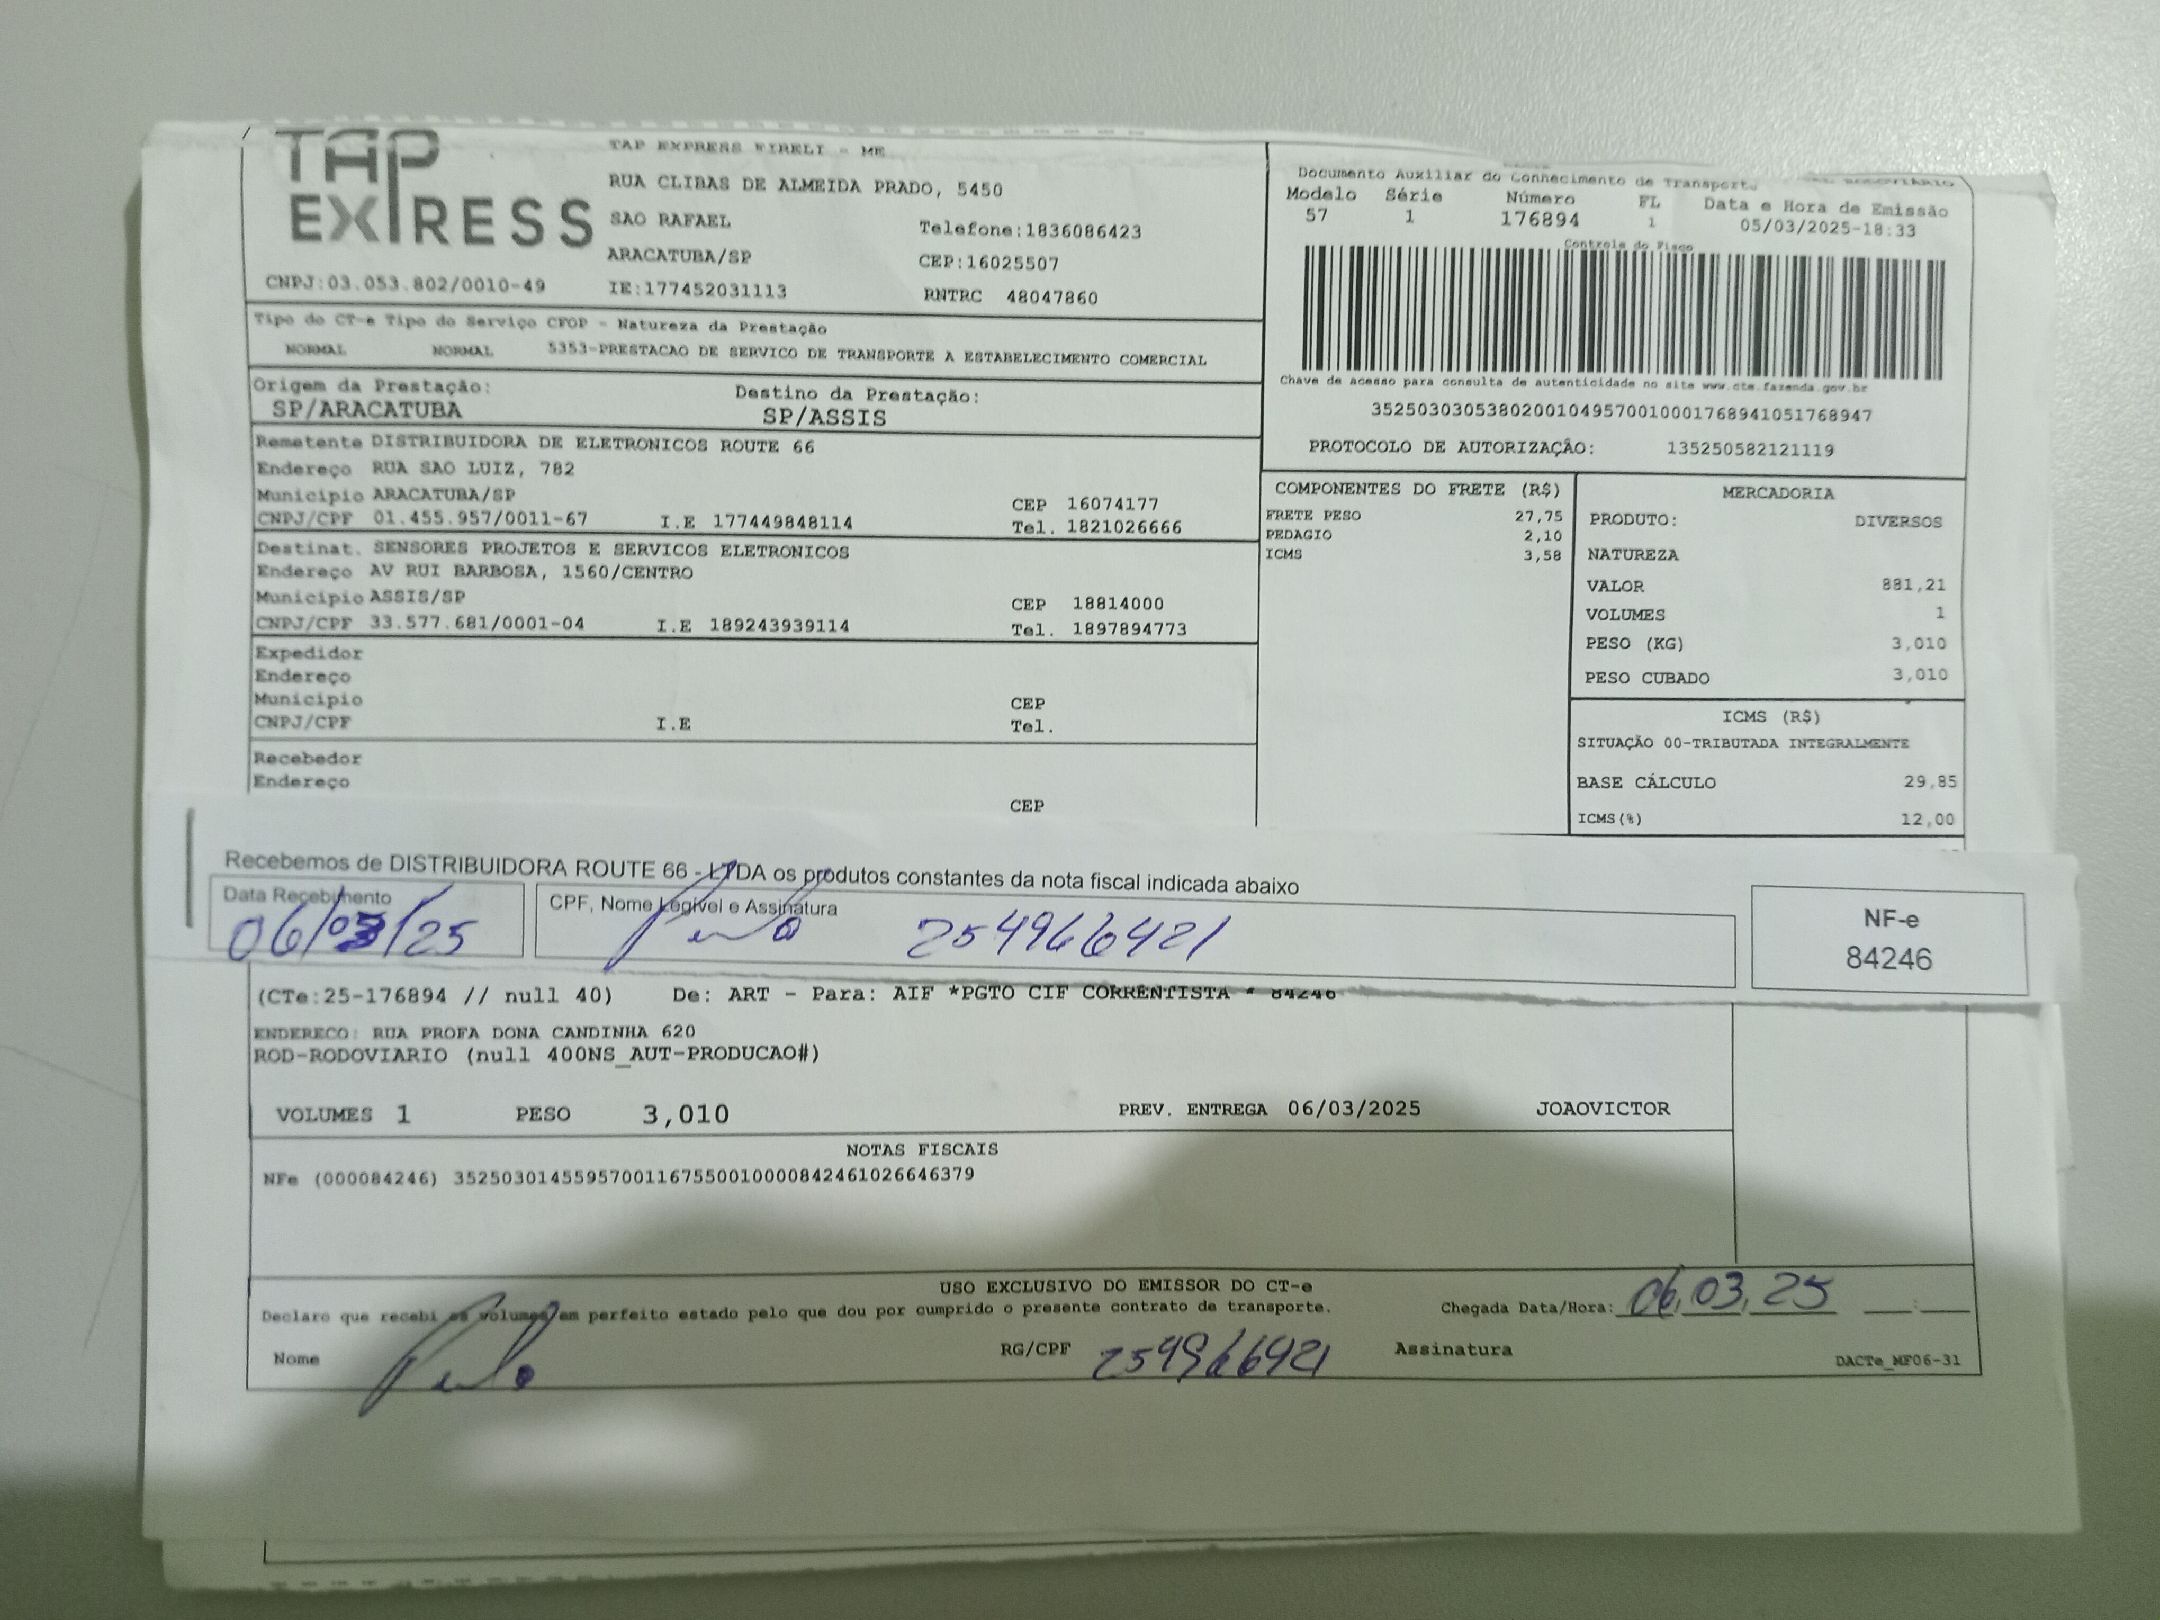 TAP EXPRESS
TAP EXPRESS EIRELI - ME
RUA CLIBAS DE ALMEIDA PRADO, 5450
SAO RAFAEL Telefone:1836086423
ARACATUBA/SP CEP:16025507
CNPJ:03.053.802/0010-49 IE:177452031113 RNTRC 48047860
Documento Auxiliar do Conhecimento de Transporte RODOVIARIO
Modelo Série Número FL Data e Hora de Emissão
57 1 176894 1 05/03/2025-18:33
Controle do Fisco
Chave de acesso para consulta de autenticidade no site www.cte.fazenda.gov.br
35250303053802001049570010001768941051768947
PROTOCOLO DE AUTORIZAÇÃO: 135250582121119
Tipo do CT-e Tipo do Serviço CFOP - Natureza da Prestação
NORMAL NORMAL 5353-PRESTACAO DE SERVICO DE TRANSPORTE A ESTABELECIMENTO COMERCIAL
Origem da Prestação: Destino da Prestação:
SP/ARACATUBA SP/ASSIS
Remetente DISTRIBUIDORA DE ELETRONICOS ROUTE 66
Endereço RUA SAO LUIZ, 782
Municipio ARACATUBA/SP CEP 16074177
CNPJ/CPF 01.455.957/0011-67 I.E 177449848114 Tel. 1821026666
Destinat. SENSORES PROJETOS E SERVICOS ELETRONICOS
Endereço AV RUI BARBOSA, 1560/CENTRO
Municipio ASSIS/SP CEP 18814000
CNPJ/CPF 33.577.681/0001-04 I.E 189243939114 Tel. 1897894773
Expedidor
Endereço
Municipio CEP
CNPJ/CPF I.E Tel.
Recebedor
Endereço
CEP
COMPONENTES DO FRETE (R$)
FRETE PESO 27,75
PEDAGIO 2,10
ICMS 3,58
MERCADORIA
PRODUTO: DIVERSOS
NATUREZA
VALOR 881,21
VOLUMES 1
PESO (KG) 3,010
PESO CUBADO 3,010
ICMS (R$)
SITUAÇÃO 00-TRIBUTADA INTEGRALMENTE
BASE CÁLCULO 29,85
ICMS(%) 12,00
Recebemos de DISTRIBUIDORA ROUTE 66 - LTDA os produtos constantes da nota fiscal indicada abaixo
Data Recebimento CPF, Nome Legível e Assinatura
06/03/25 254966421
NF-e
84246
(CTe:25-176894 // null 40) De: ART - Para: AIF *PGTO CIF CORRENTISTA * 84246
ENDERECO: RUA PROFA DONA CANDINHA 620
ROD-RODOVIARIO (null 400NS_AUT-PRODUCAO#)
VOLUMES 1 PESO 3,010 PREV. ENTREGA 06/03/2025 JOAOVICTOR
NOTAS FISCAIS
NFe (000084246) 35250301455957001167550010000842461026646379
USO EXCLUSIVO DO EMISSOR DO CT-e
Declaro que recebi os volumes em perfeito estado pelo que dou por cumprido o presente contrato de transporte. Chegada Data/Hora: 06.03.25
Nome RG/CPF 254966421 Assinatura
DACTe_MF06-31